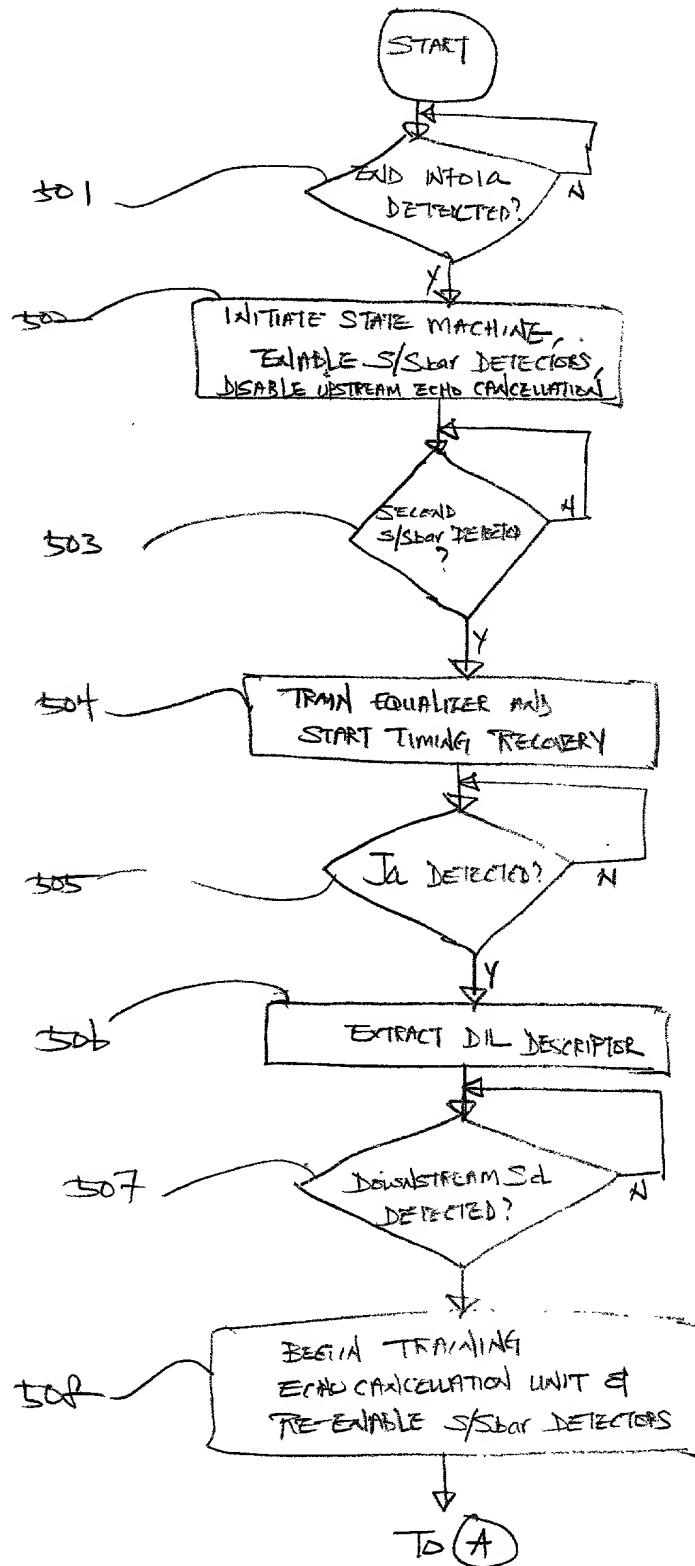 START
501
END INFO1a
DETECTED?
N
Y
502
INITIATE STATE MACHINE,
ENABLE S/Sbar DETECTORS,
DISABLE UPSTREAM ECHO CANCELLATION
503
SECOND
S/Sbar DETECTED
?
N
Y
504
TRAIN EQUALIZER AND
START TIMING RECOVERY
505
Ja DETECTED?
N
Y
506
EXTRACT DIL DESCRIPTOR
507
DOWNSTREAM Sd
DETECTED?
N
508
BEGIN TRAINING
ECHO CANCELLATION UNIT &
RE-ENABLE S/Sbar DETECTORS
TO A